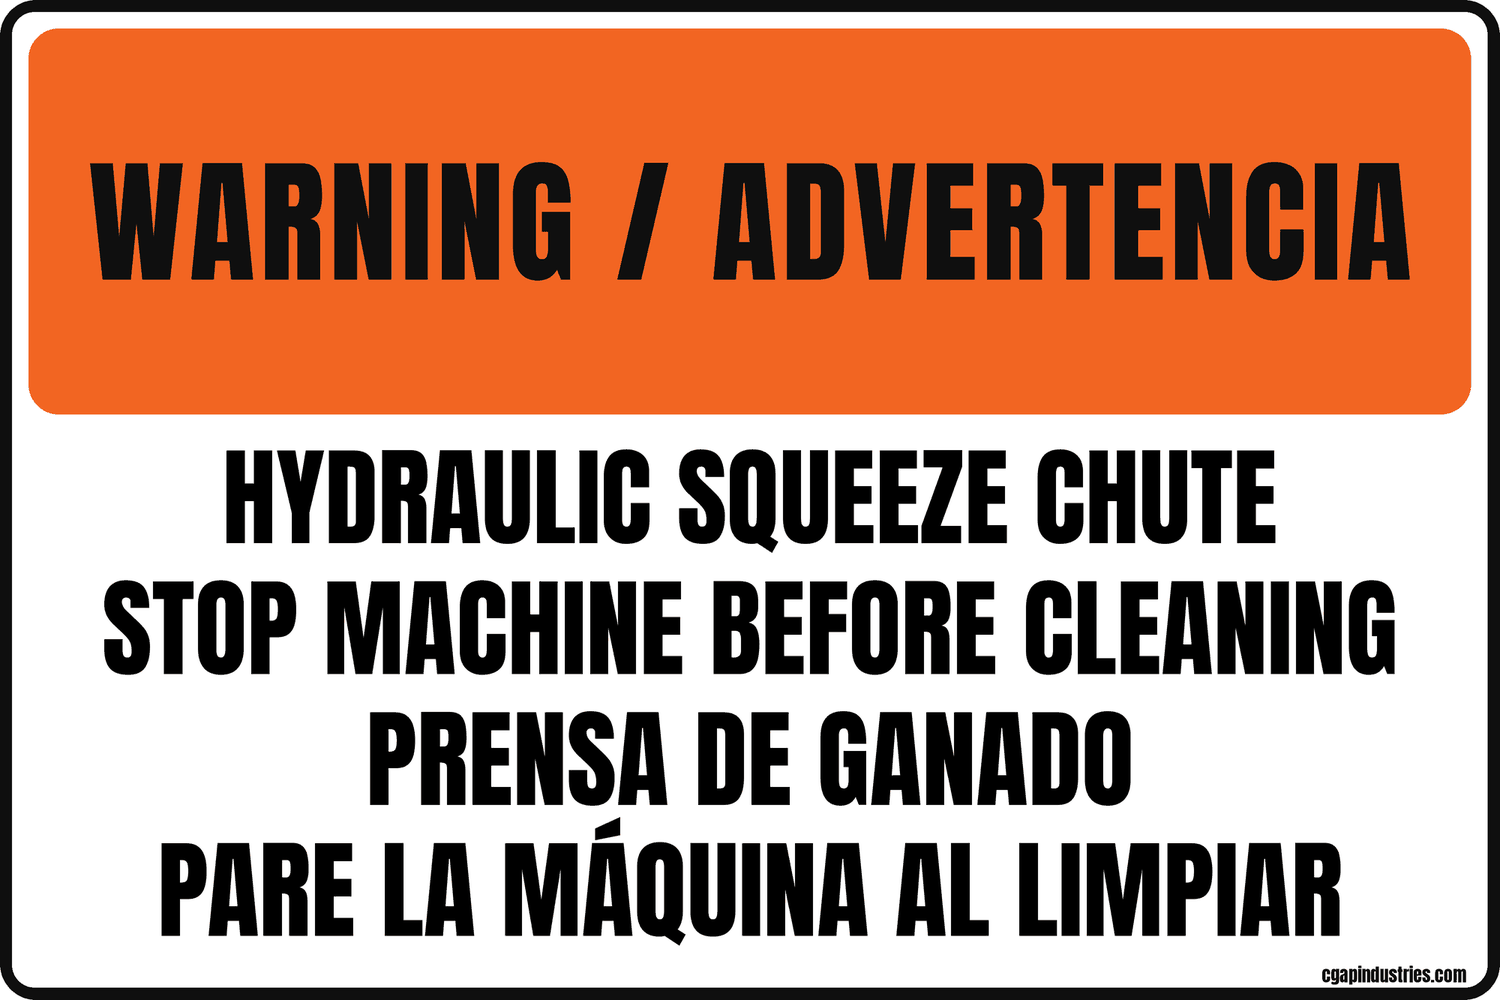 WARNING / ADVERTENCIA
HYDRAULIC SQUEEZE CHUTE
STOP MACHINE BEFORE CLEANING
PRENSA DE GANADO
PARE LA MÁQUINA AL LIMPIAR
cgapindustries.com